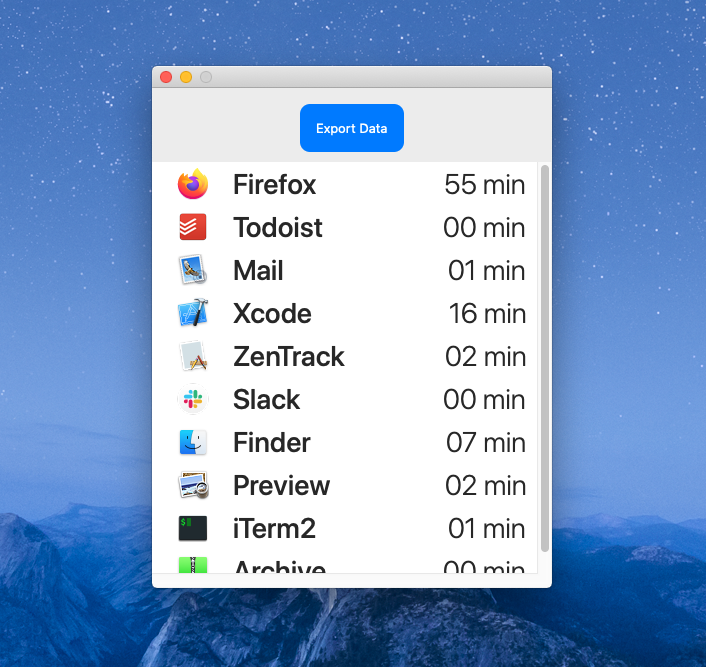 Export Data
Firefox 55 min
Todoist 00 min
Mail 01 min
Xcode 16 min
ZenTrack 02 min
Slack 00 min
Finder 07 min
Preview 02 min
$
iTerm2 01 min
Archive 00 min